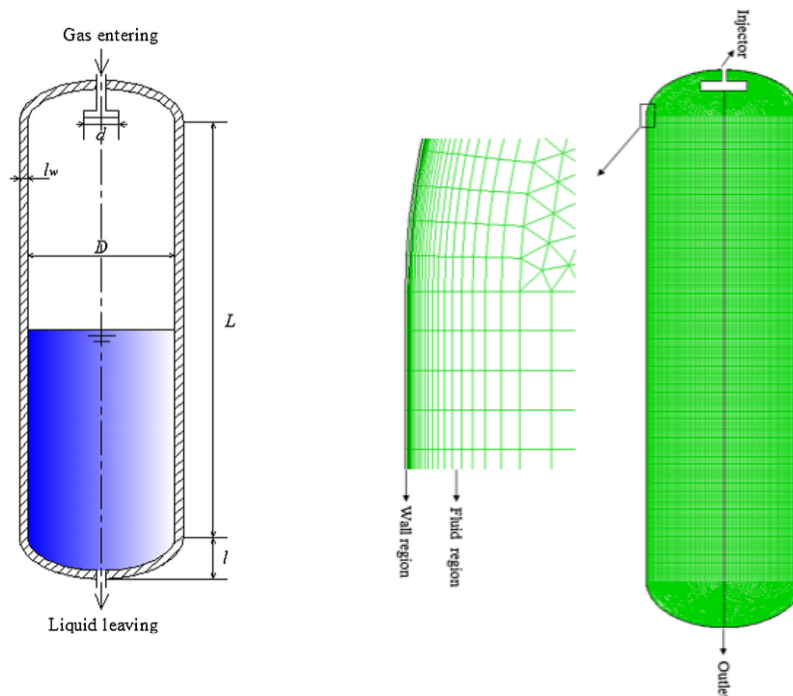 Gas entering
d
lw
D
L
l
Liquid leaving
Wall region
Fluid region
Injector
Outle